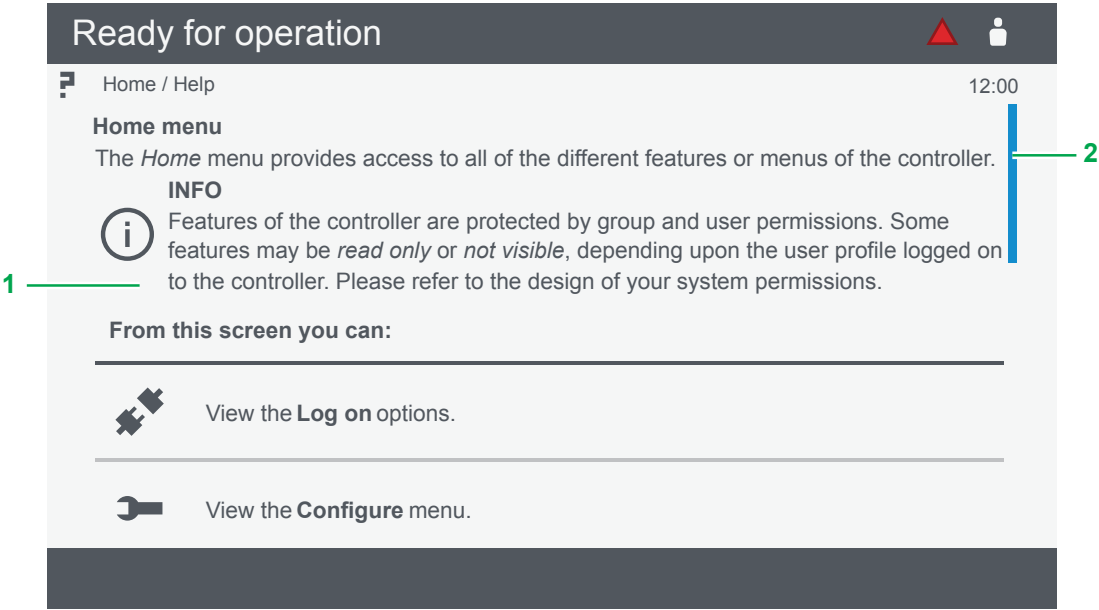 Ready for operation
Home / Help
12:00
Home menu
The Home menu provides access to all of the different features or menus of the controller.
2
INFO
i
Features of the controller are protected by group and user permissions. Some
features may be read only or not visible, depending upon the user profile logged on
1
to the controller. Please refer to the design of your system permissions.
From this screen you can:
View the Log on options.
View the Configure menu.